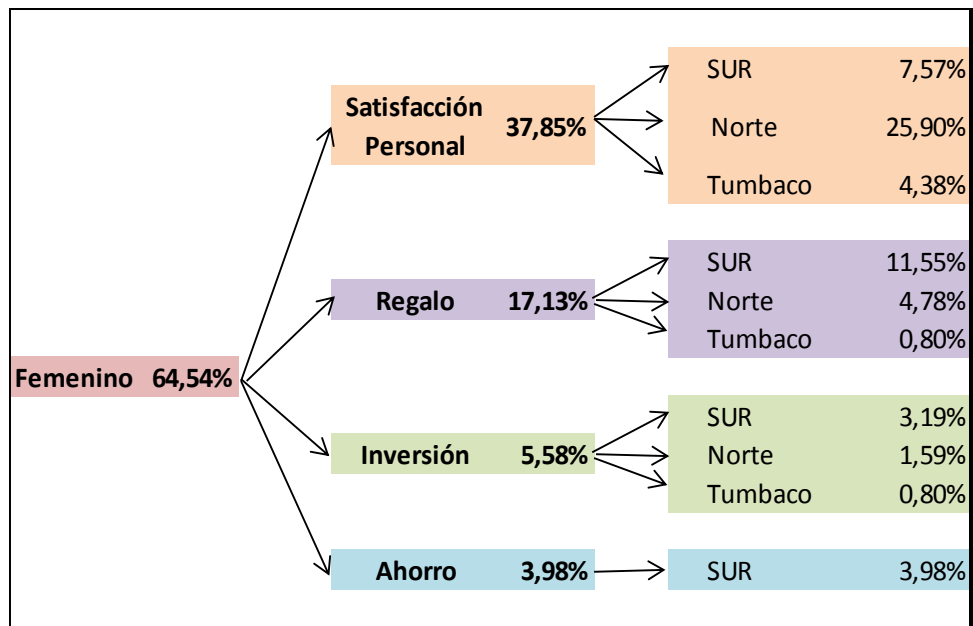 SUR 7,57%
Satisfacción
Personal 37,85%
Norte 25,90%
Tumbaco 4,38%
SUR 11,55%
Regalo 17,13%
Norte 4,78%
Tumbaco 0,80%
Femenino 64,54%
SUR 3,19%
Inversión 5,58%
Norte 1,59%
Tumbaco 0,80%
Ahorro 3,98%
SUR 3,98%